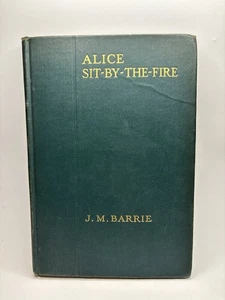 ALICE
SIT-BY-THE-FIRE
J. M. BARRIE